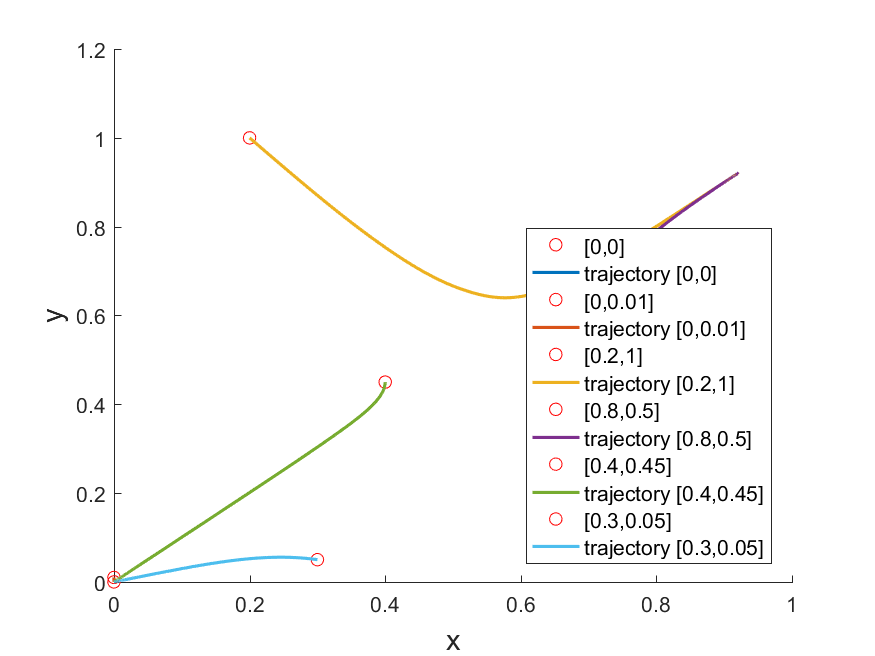 1.2
1
0.8
0.6
0.4
0.2
0
y
[0,0]
trajectory [0,0]
[0,0.01]
trajectory [0,0.01]
[0.2,1]
trajectory [0.2,1]
[0.8,0.5]
trajectory [0.8,0.5]
[0.4,0.45]
trajectory [0.4,0.45]
[0.3,0.05]
trajectory [0.3,0.05]
0 0.2 0.4 0.6 0.8 1
x